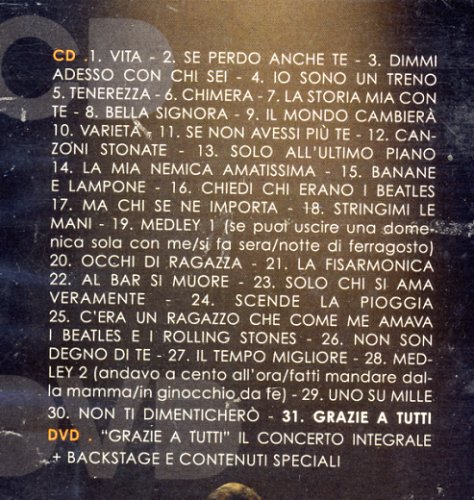 CD
CD . 1. VITA - 2. SE PERDO ANCHE TE - 3. DIMMI
ADESSO CON CHI SEI - 4. IO SONO UN TRENO
5. TENEREZZA - 6. CHIMERA - 7. LA STORIA MIA CON
TE - 8. BELLA SIGNORA - 9. IL MONDO CAMBIERÀ
10. VARIETÀ - 11. SE NON AVESSI PIÙ TE - 12. CAN-
ZONI STONATE - 13. SOLO ALL'ULTIMO PIANO
14. LA MIA NEMICA AMATISSIMA - 15. BANANE
E LAMPONE - 16. CHIEDI CHI ERANO I BEATLES
17. MA CHI SE NE IMPORTA - 18. STRINGIMI LE
MANI - 19. MEDLEY 1 (se puoi uscire una dome-
nica sola con me/si fa sera/notte di ferragosto)
20. OCCHI DI RAGAZZA - 21. LA FISARMONICA
22. AL BAR SI MUORE - 23. SOLO CHI SI AMA
VERAMENTE - 24. SCENDE LA PIOGGIA
25. C'ERA UN RAGAZZO CHE COME ME AMAVA
I BEATLES E I ROLLING STONES - 26. NON SON
DEGNO DI TE - 27. IL TEMPO MIGLIORE - 28. MED-
LEY 2 (andavo a cento all'ora/fatti mandare dal-
la mamma/in ginocchio da te) - 29. UNO SU MILLE
30. NON TI DIMENTICHERÒ - 31. GRAZIE A TUTTI
DVD . "GRAZIE A TUTTI" IL CONCERTO INTEGRALE
+ BACKSTAGE E CONTENUTI SPECIALI
DVD